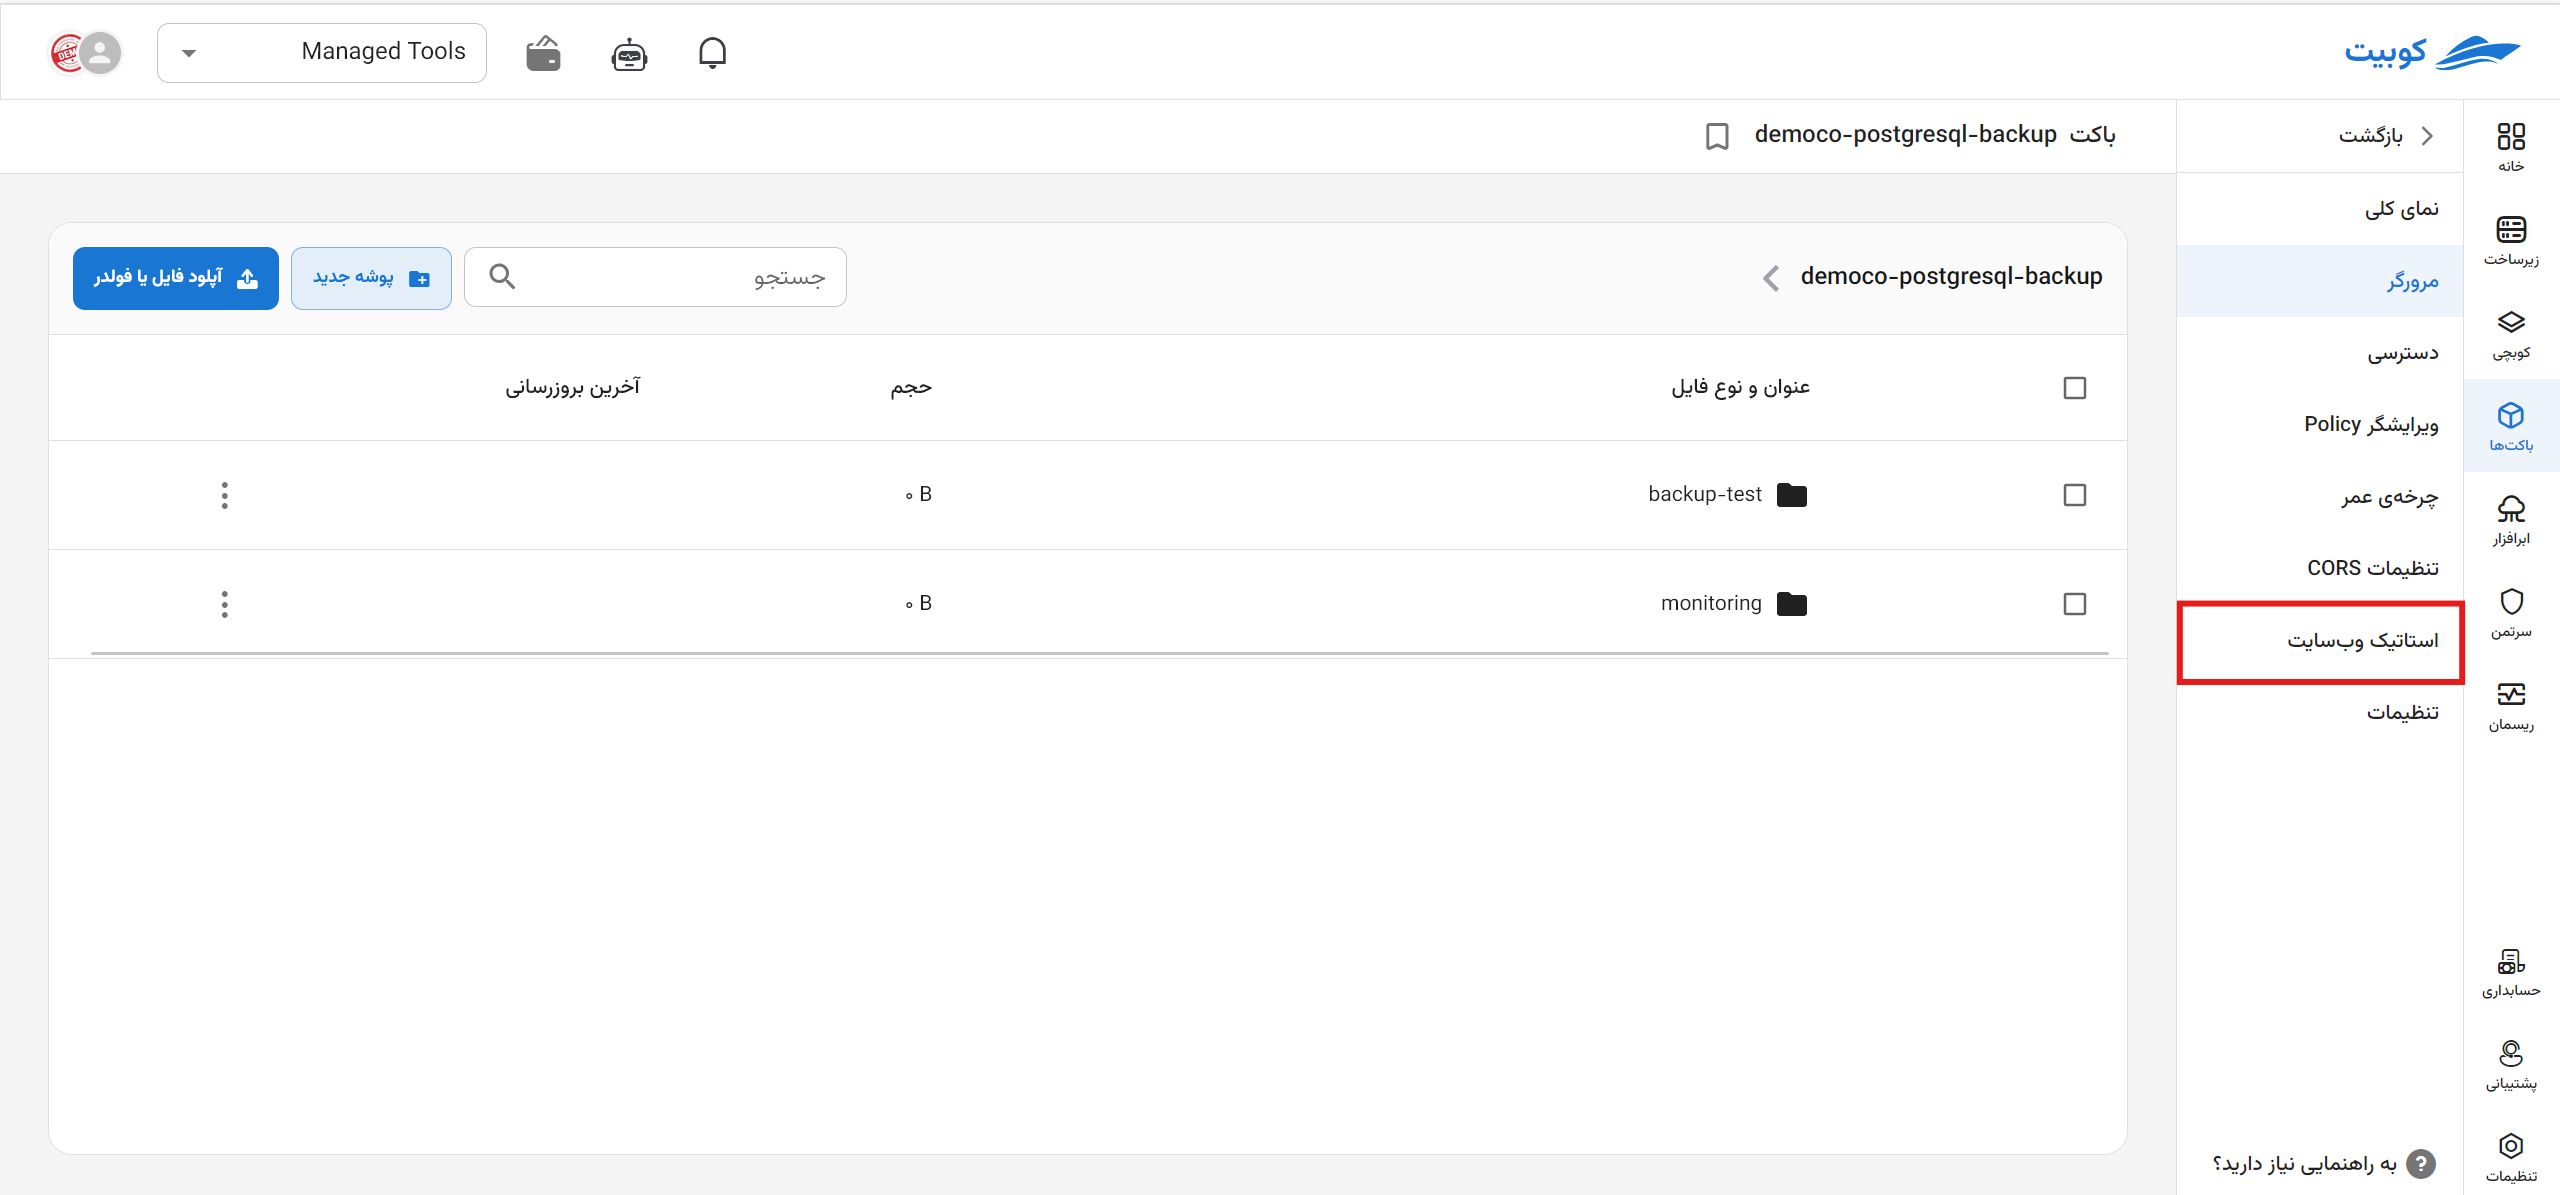 کوبیت
Managed Tools
DEMO
خانه
زیرساخت
کوبچی
باکت‌ها
ابرافزار
سرتمن
ریسمان
حسابداری
پشتیبانی
تنظیمات
بازگشت
نمای کلی
مرورگر
دسترسی
ویرایشگر Policy
چرخه‌ی عمر
تنظیمات CORS
استاتیک وب‌سایت
تنظیمات
به راهنمایی نیاز دارید؟
باکت democo-postgresql-backup
democo-postgresql-backup
جستجو
پوشه جدید
آپلود فایل یا فولدر
عنوان و نوع فایل
حجم
آخرین بروزرسانی
backup-test
۰ B
monitoring
۰ B